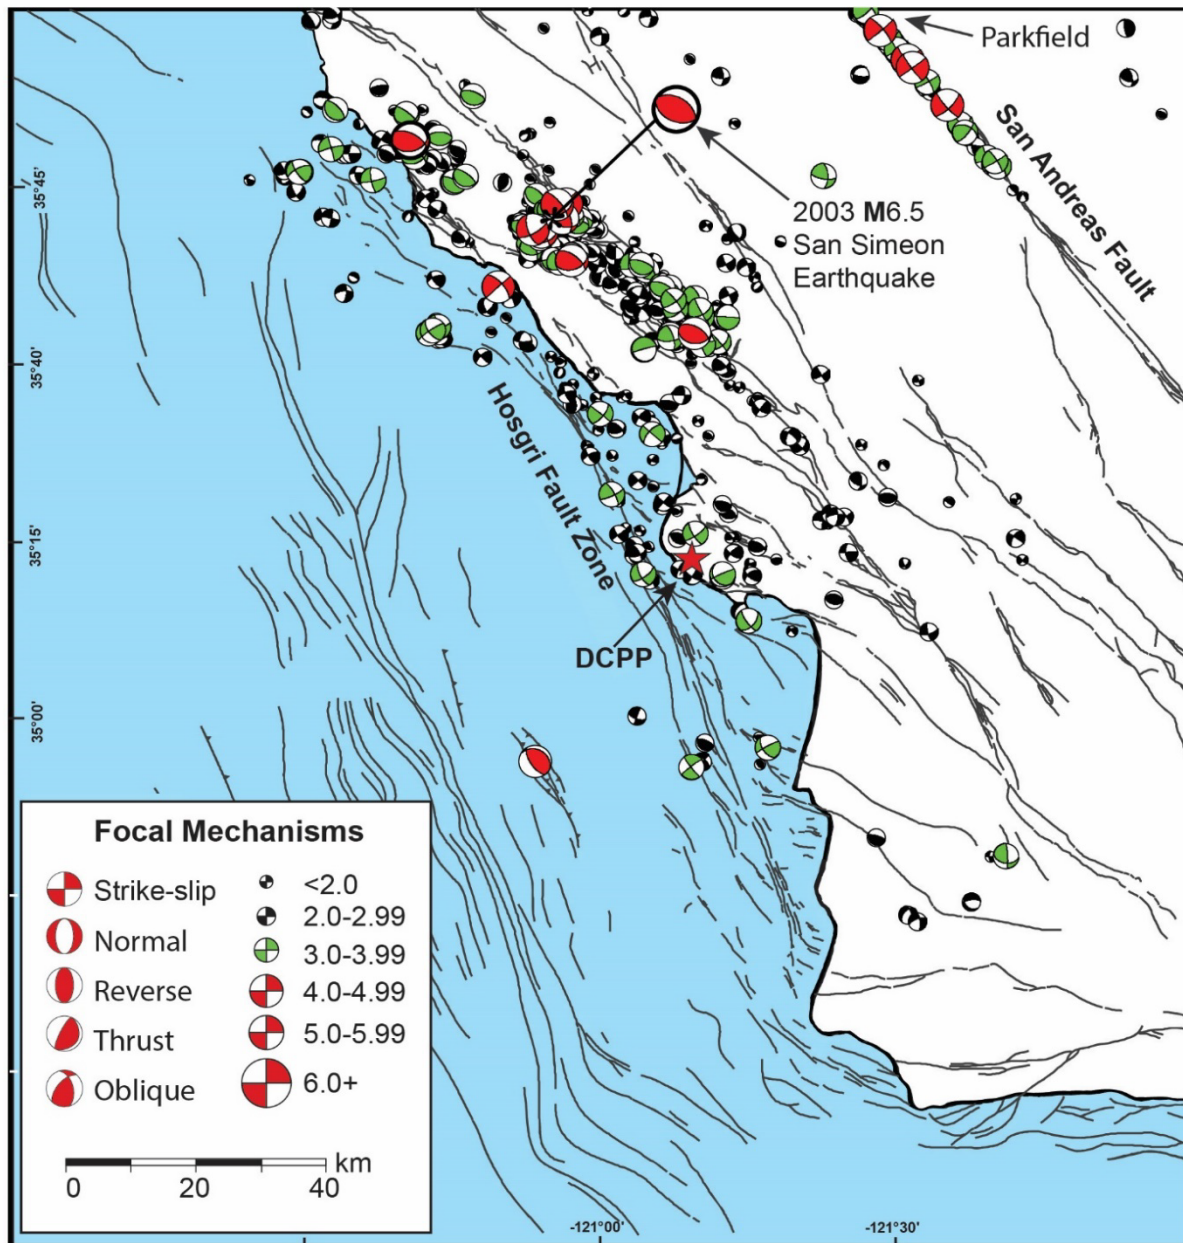 Parkfield
San Andreas Fault
2003 M6.5
San Simeon
Earthquake
35°45'
35°40'
Hosgri Fault Zone
35°15'
DCPP
35°00'
Focal Mechanisms
Strike-slip
Normal
Reverse
Thrust
Oblique
<2.0
2.0-2.99
3.0-3.99
4.0-4.99
5.0-5.99
6.0+
km
0 20 40
-121°00' -121°30'